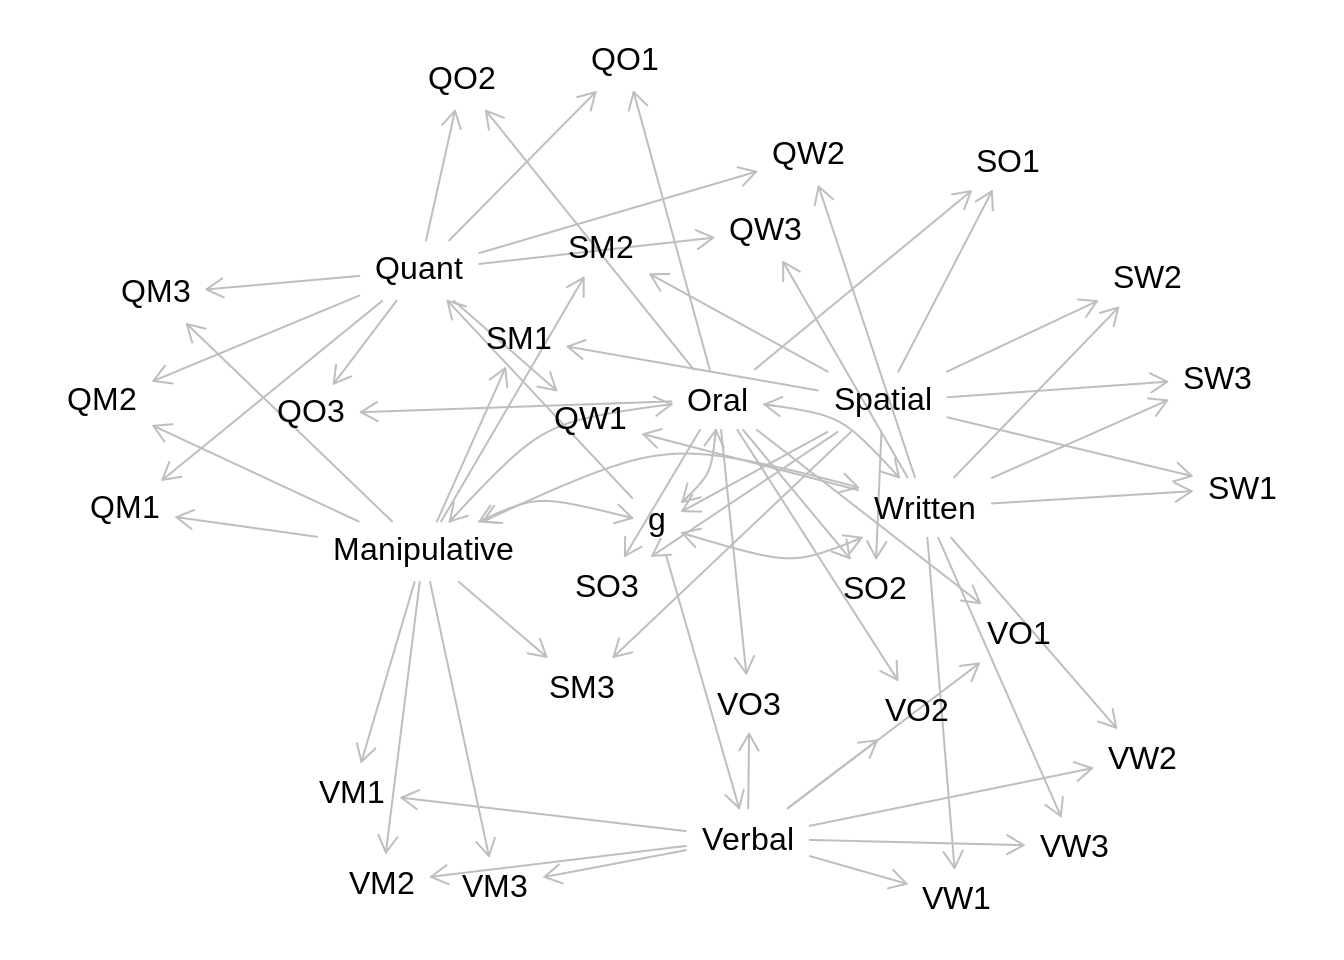 QO1
QO2
QW2
SO1
QW3
SM2
Quant
SW2
QM3
SM1
SW3
QM2
Oral
Spatial
QO3
QW1
SW1
QM1
Written
g
Manipulative
SO3
SO2
VO1
SM3
VO3
VO2
VW2
VM1
Verbal
VW3
VM2
VM3
VW1